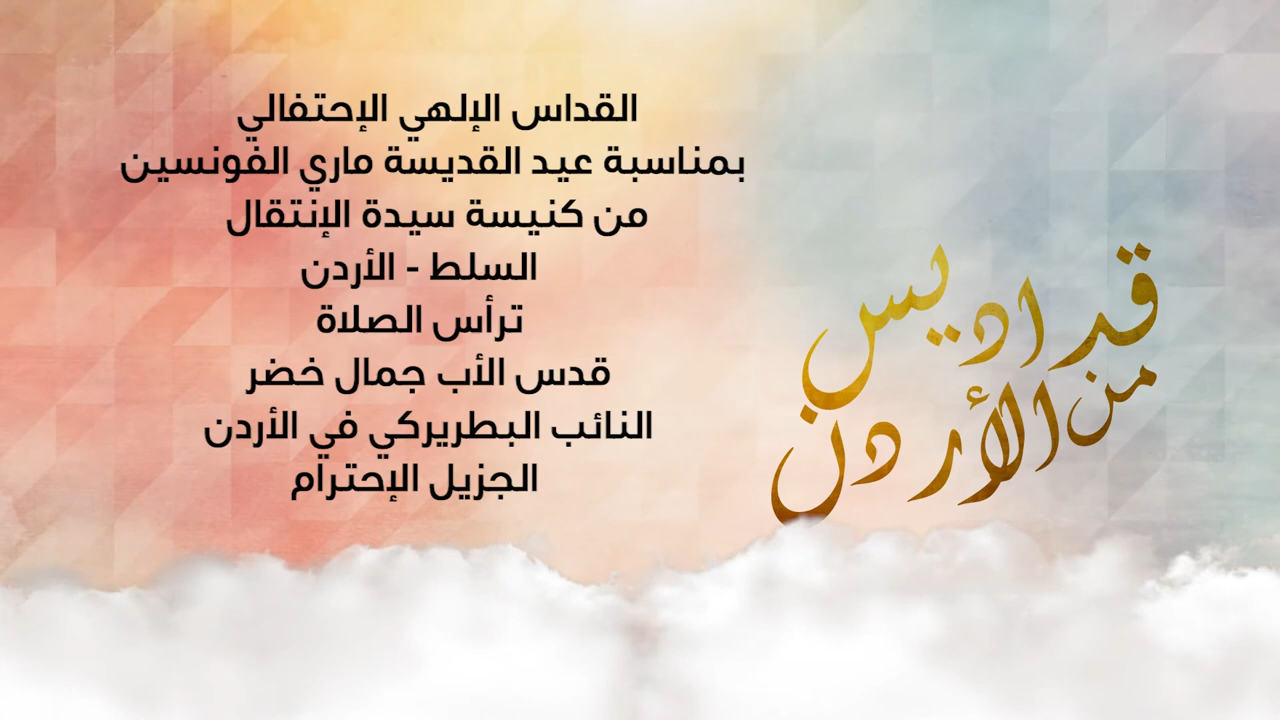 القداس الإلهي الإحتفالي
بمناسبة عيد القديسة ماري الفونسين
من كنيسة سيدة الإنتقال
السلط - الأردن
ترأس الصلاة
قدس الأب جمال خضر
النائب البطريركي في الأردن
الجزيل الإحترام
قداديس
من الأردن